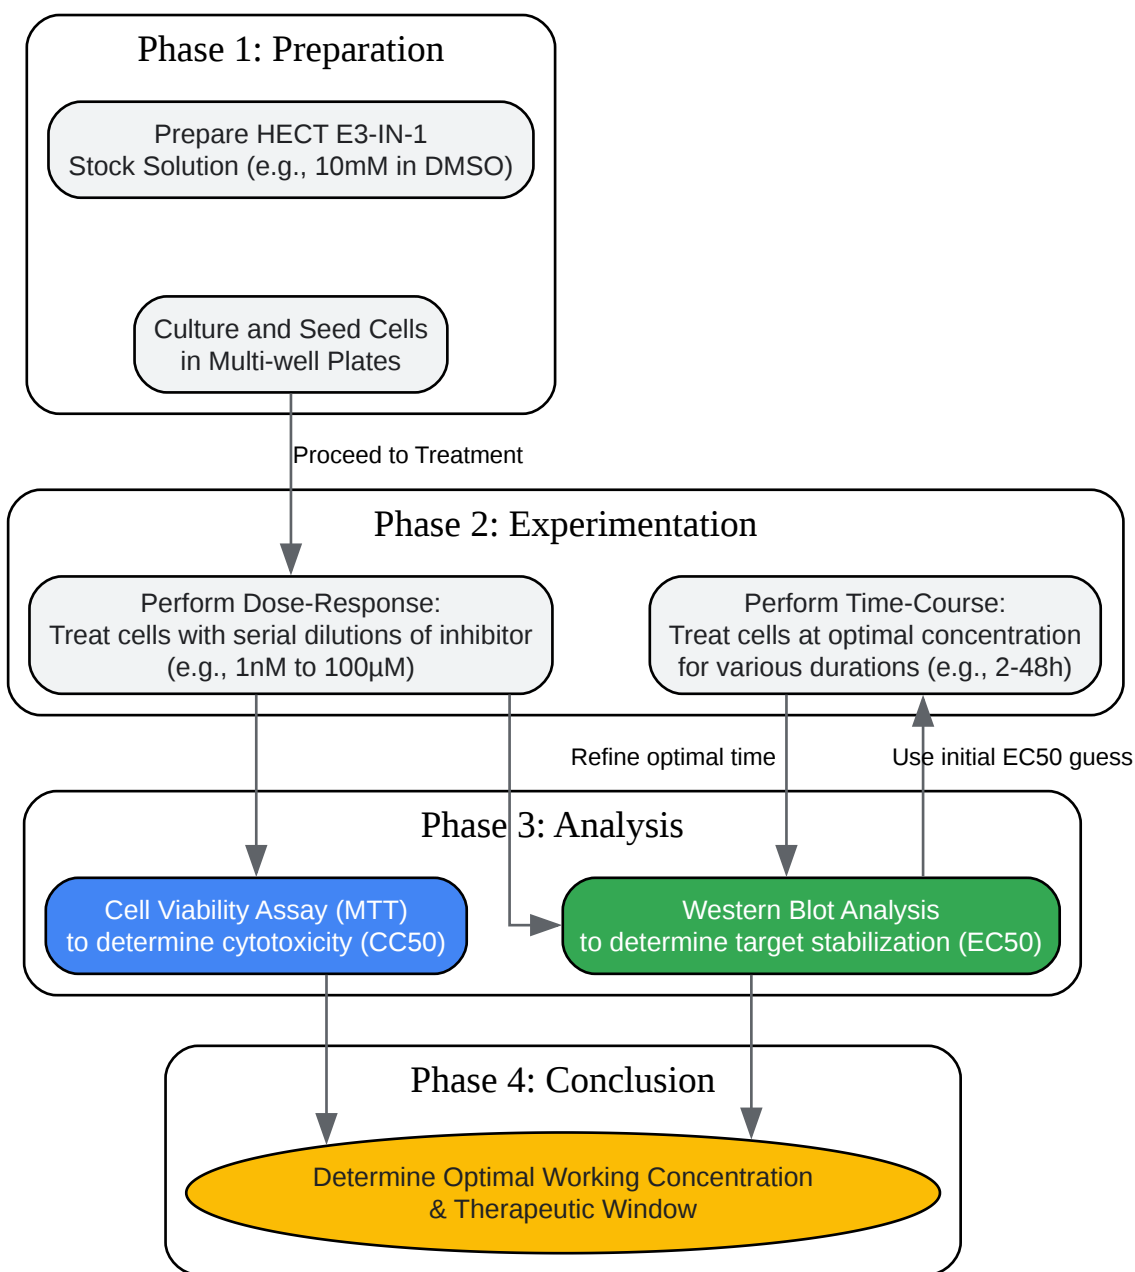 Phase 1: Preparation
Prepare HECT E3-IN-1
Stock Solution (e.g., 10mM in DMSO)
Culture and Seed Cells
in Multi-well Plates
Proceed to Treatment
Phase 2: Experimentation
Perform Dose-Response:
Treat cells with serial dilutions of inhibitor
(e.g., 1nM to 100µM)
Perform Time-Course:
Treat cells at optimal concentration
for various durations (e.g., 2-48h)
Refine optimal time
Use initial EC50 guess
Phase 3: Analysis
Cell Viability Assay (MTT)
to determine cytotoxicity (CC50)
Western Blot Analysis
to determine target stabilization (EC50)
Phase 4: Conclusion
Determine Optimal Working Concentration
& Therapeutic Window